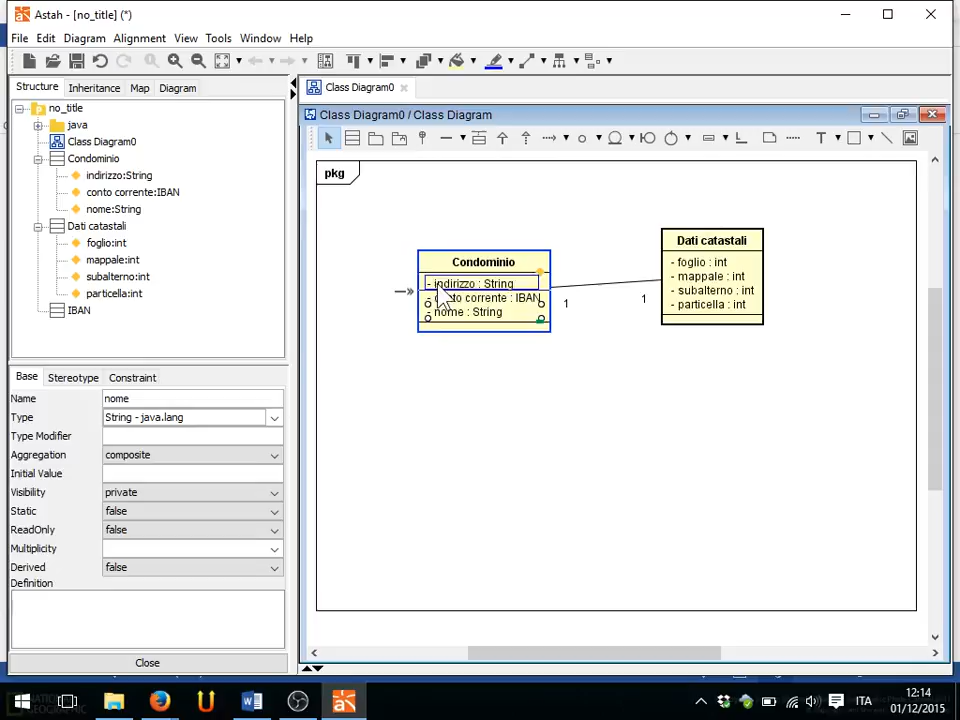 Astah - [no_title] (*)
File Edit Diagram Alignment View Tools Window Help
Structure Inheritance Map Diagram
Class Diagram0
no_title
java
Class Diagram0
Condominio
indirizzo:String
conto corrente:IBAN
nome:String
Dati catastali
foglio:int
mappale:int
subalterno:int
particella:int
IBAN
Class Diagram0 / Class Diagram
T
pkg
Condominio
- indirizzo : String
corrente : IBAN
- nome : String
1
1
Dati catastali
- foglio : int
- mappale : int
- subalterno : int
- particella : int
Base Stereotype Constraint
Name nome
Type String - java.lang
Type Modifier
Aggregation composite
Initial Value
Visibility private
Static false
ReadOnly false
Multiplicity
Derived false
Definition
Close
ITA
12:14
01/12/2015